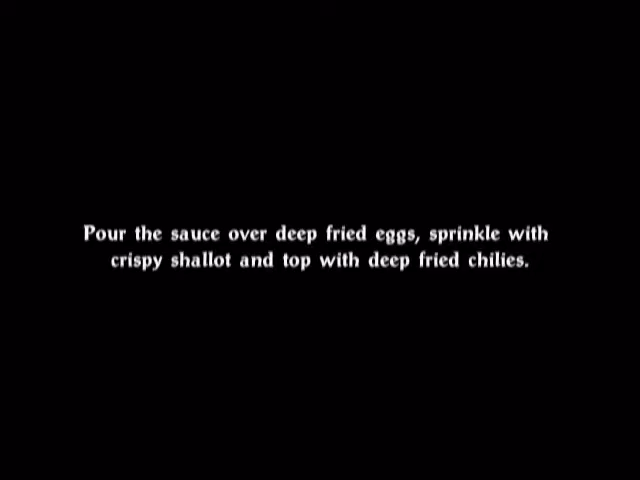 Pour the sauce over deep fried eggs, sprinkle with
crispy shallot and top with deep fried chilies.